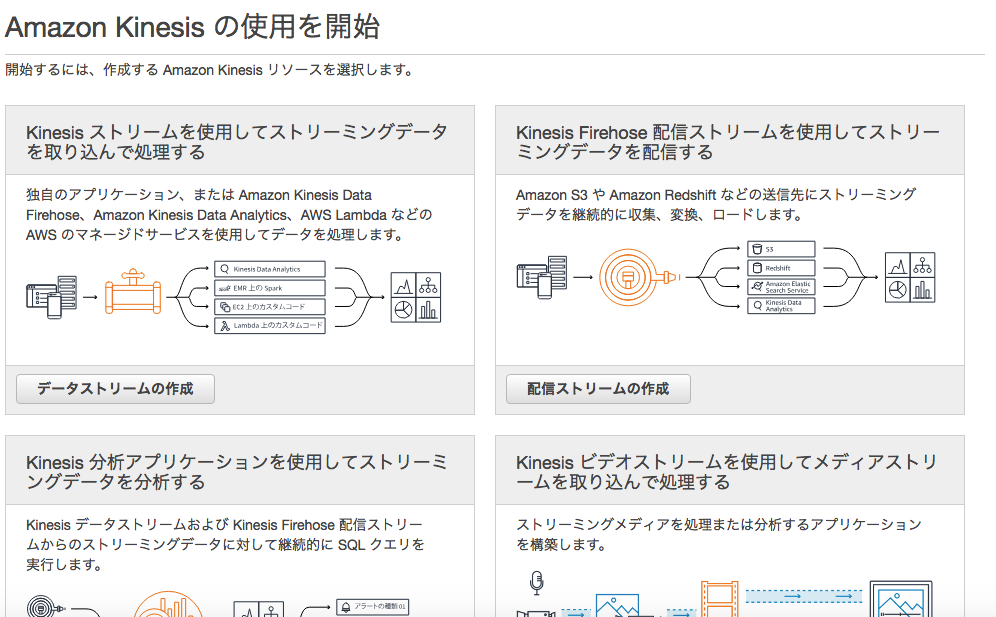 Amazon Kinesis の使用を開始
開始するには、作成する Amazon Kinesis リソースを選択します。
Kinesis ストリームを使用してストリーミングデータ
を取り込んで処理する
独自のアプリケーション、または Amazon Kinesis Data
Firehose、Amazon Kinesis Data Analytics、AWS Lambda などの
AWS のマネージドサービスを使用してデータを処理します。
Kinesis Data Analytics
EMR 上の Spark
EC2 上のカスタムコード
Lambda 上のカスタムコード
データストリームの作成
Kinesis Firehose 配信ストリームを使用してストリー
ミングデータを配信する
Amazon S3 や Amazon Redshift などの送信先にストリーミング
データを継続的に収集、変換、ロードします。
S3
Redshift
Amazon Elastic
Search Service
Kinesis Data
Analytics
配信ストリームの作成
Kinesis 分析アプリケーションを使用してストリーミ
ングデータを分析する
Kinesis データストリームおよび Kinesis Firehose 配信ストリー
ムからのストリーミングデータに対して継続的に SQL クエリを
実行します。
アラートの種類 01
Kinesis ビデオストリームを使用してメディアストリ
ームを取り込んで処理する
ストリーミングメディアを処理または分析するアプリケーション
を構築します。